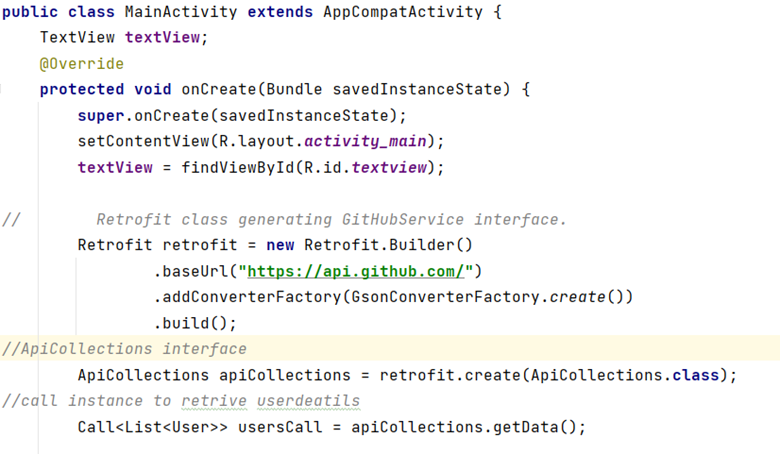 public class MainActivity extends AppCompatActivity {
TextView textView;
@Override
protected void onCreate(Bundle savedInstanceState) {
super.onCreate(savedInstanceState);
setContentView(R.layout.activity_main);
textView = findViewById(R.id.textview);
// Retrofit class generating GitHubService interface.
Retrofit retrofit = new Retrofit.Builder()
.baseUrl("https://api.github.com/")
.addConverterFactory(GsonConverterFactory.create())
.build();
//ApiCollections interface
ApiCollections apiCollections = retrofit.create(ApiCollections.class);
//call instance to retrive userdeatils
Call<List<User>> usersCall = apiCollections.getData();